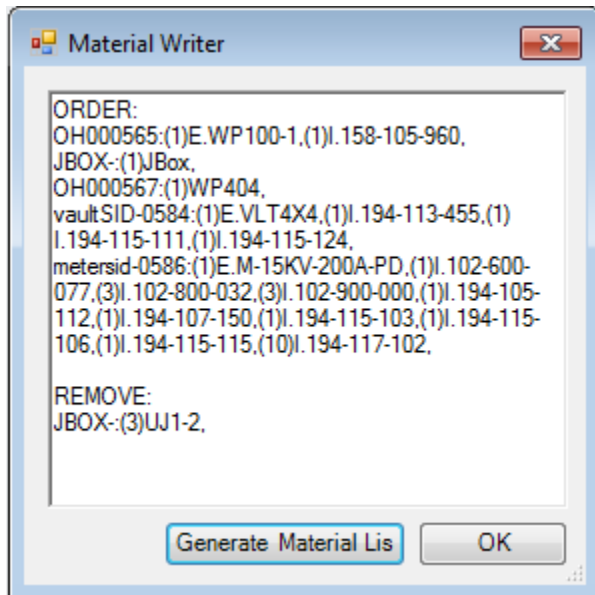 Material Writer
ORDER:
OH000565:(1)E.WP100-1,(1)I.158-105-960,
JBOX-:(1)JBox,
OH000567:(1)WP404,
vaultSID-0584:(1)E.VLT4X4,(1)I.194-113-455,(1)
I.194-115-111,(1)I.194-115-124,
metersid-0586:(1)E.M-15KV-200A-PD,(1)I.102-600-
077,(3)I.102-800-032,(3)I.102-900-000,(1)I.194-105-
112,(1)I.194-107-150,(1)I.194-115-103,(1)I.194-115-
106,(1)I.194-115-115,(10)I.194-117-102,
REMOVE:
JBOX-:(3)UJ1-2,
Generate Material Lis
OK